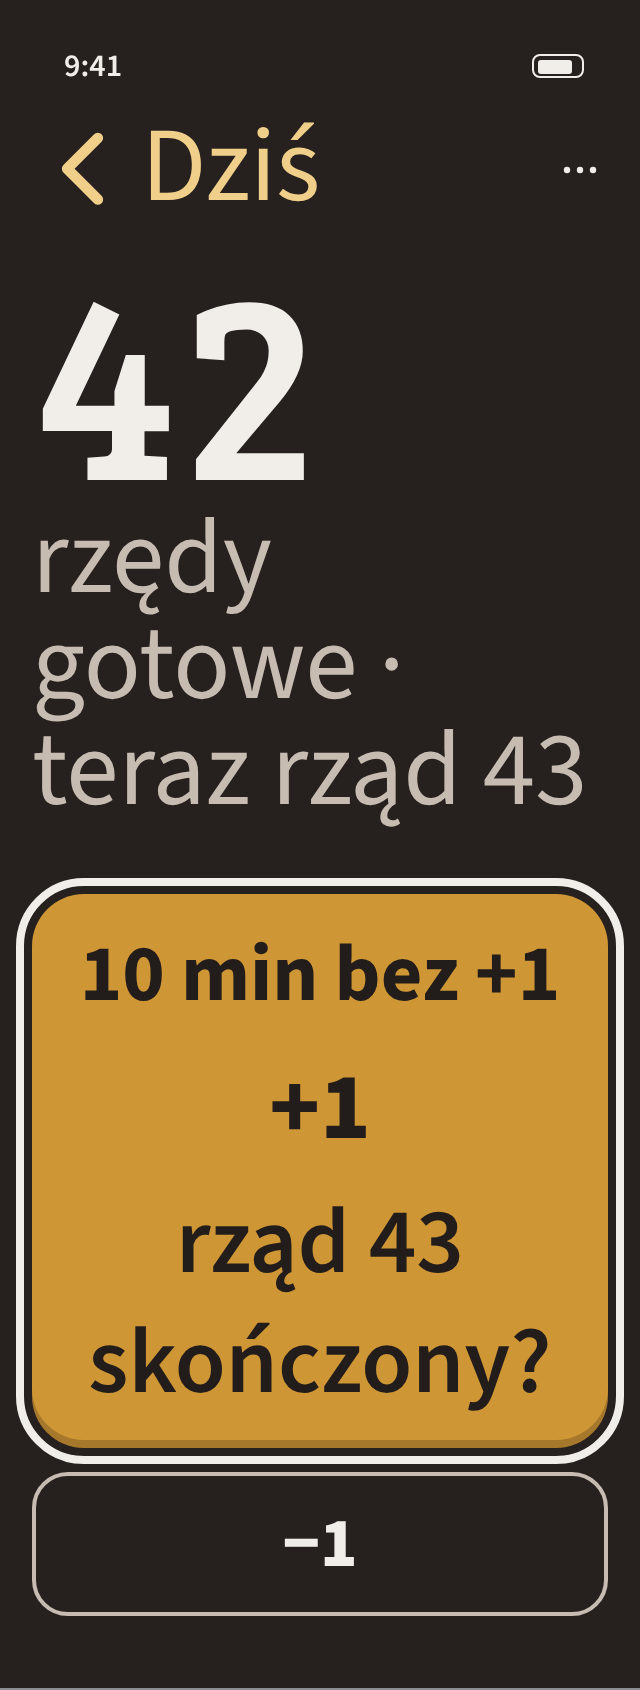 9:41
Dziś
...
42
rzędy
gotowe ·
teraz rząd 43
10 min bez +1
+1
rząd 43
skończony?
−1